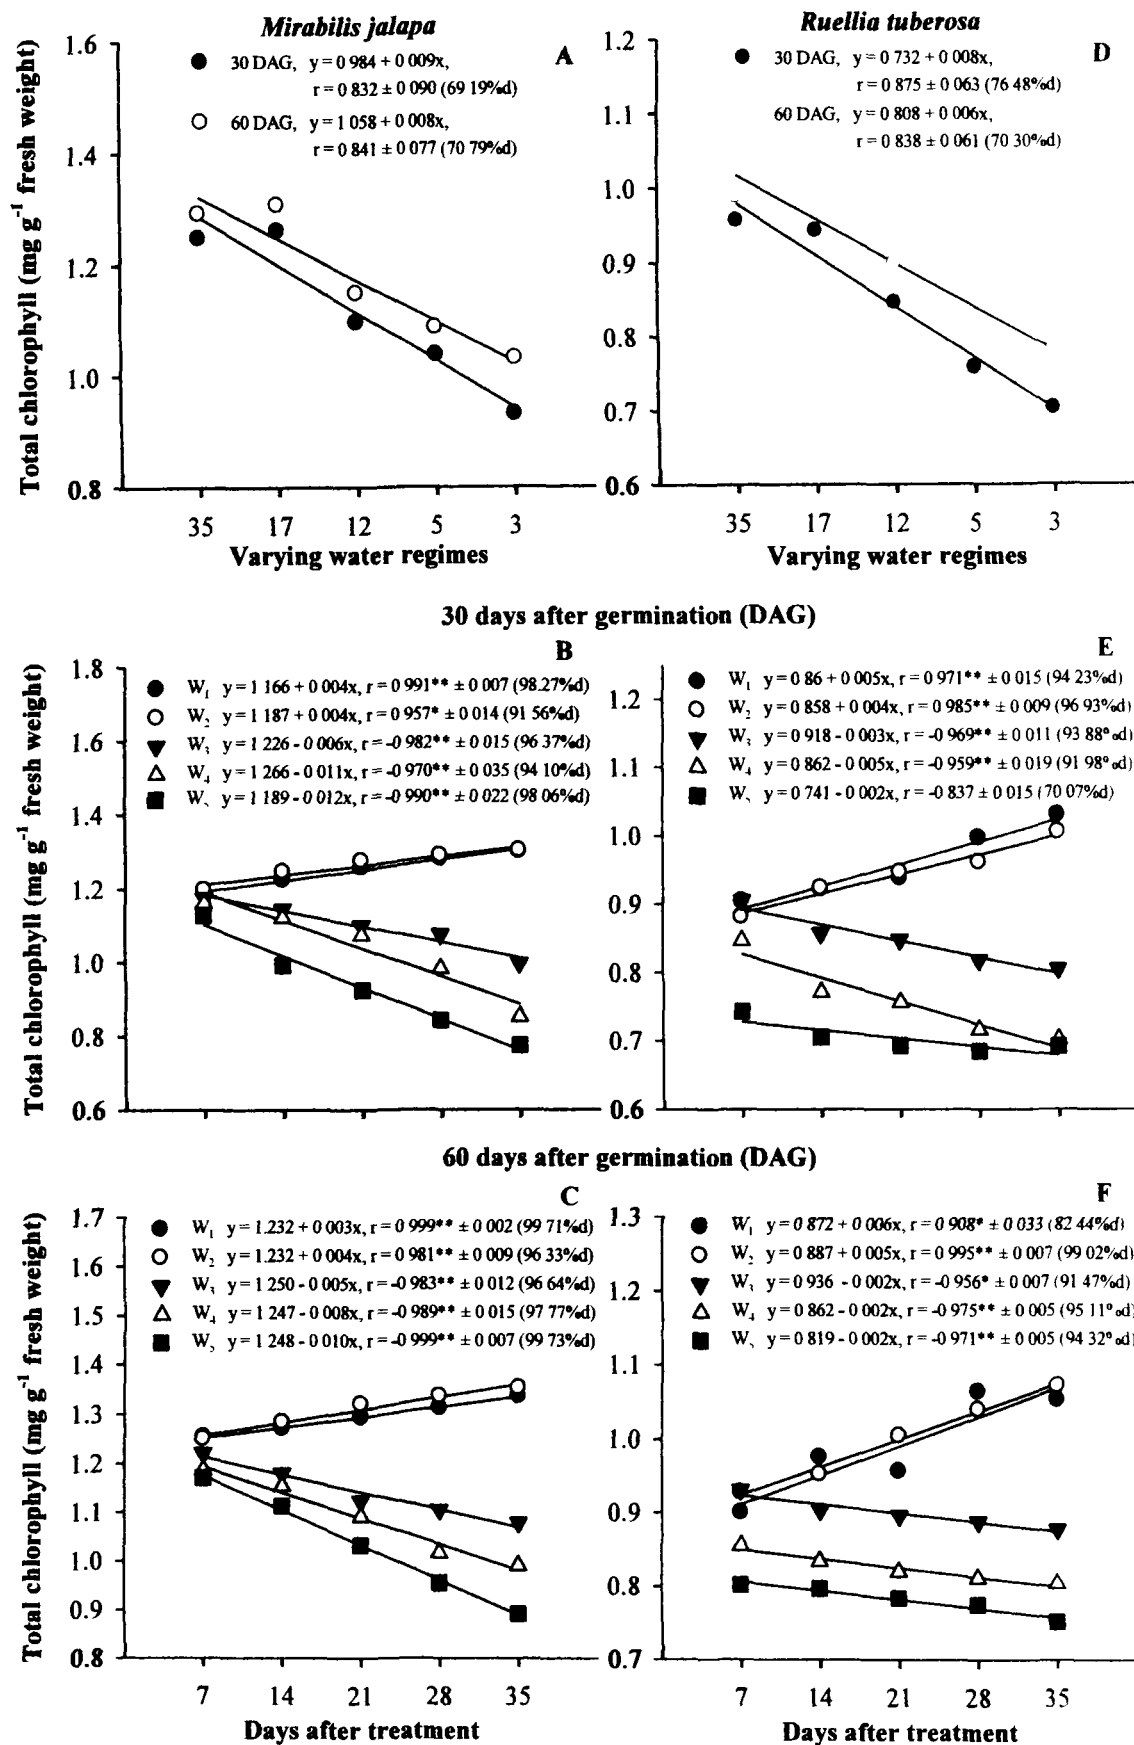 Mirabilis jalapa
Total chlorophyll (mg g⁻¹ fresh weight)
A
30 DAG, y=0 984 + 0 009x,
r = 0 832 ± 0 090 (69 19%d)
60 DAG, y=1 058 + 0 008x,
r = 0 841 ± 0 077 (70 79%d)
1.6
1.4
1.2
1.0
0.8
35 17 12 5 3
Varying water regimes
Ruellia tuberosa
D
30 DAG, y=0 732 + 0 008x,
r = 0 875 ± 0 063 (76 48%d)
60 DAG, y=0 808 + 0 006x,
r = 0 838 ± 0 061 (70 30%d)
1.2
1.1
1.0
0.9
0.8
0.7
0.6
35 17 12 5 3
Varying water regimes
30 days after germination (DAG)
Total chlorophyll (mg g⁻¹ fresh weight)
B
W₁ y=1 166 + 0 004x, r = 0 991** ± 0 007 (98.27%d)
W₂ y=1 187 + 0 004x, r = 0 957* ± 0 014 (91 56%d)
W₃ y=1 226 - 0 006x, r = -0 982** ± 0 015 (96 37%d)
W₄ y=1 266 - 0 011x, r = -0 970** ± 0 035 (94 10%d)
W y=1 189 - 0 012x, r = -0 990** ± 0 022 (98 06%d)
1.8
1.6
1.4
1.2
1.0
0.8
0.6
E
W₁ y=0 86 + 0 005x, r = 0 971** ± 0 015 (94 23%d)
W₂ y=0 858 + 0 004x, r = 0 985** ± 0 009 (96 93%d)
W₃ y=0 918 - 0 003x, r = -0 969** ± 0 011 (93 88%d)
W₄ y=0 862 - 0 005x, r = -0 959** ± 0 019 (91 98%d)
W y=0 741 - 0 002x, r = -0 837 ± 0 015 (70 07%d)
1.2
1.1
1.0
0.9
0.8
0.7
0.6
60 days after germination (DAG)
Total chlorophyll (mg g⁻¹ fresh weight)
C
W₁ y=1.232 + 0 003x, r = 0 999** ± 0 002 (99 71%d)
W₂ y=1.232 + 0 004x, r = 0 981** ± 0 009 (96 33%d)
W₃ y=1 250 - 0 005x, r = -0 983** ± 0 012 (96 64%d)
W₄ y=1 247 - 0 008x, r = -0 989** ± 0 015 (97 77%d)
W y=1 248 - 0 010x, r = -0 999** ± 0 007 (99 73%d)
1.7
1.6
1.5
1.4
1.3
1.2
1.1
1.0
0.9
0.8
7 14 21 28 35
Days after treatment
F
W₁ y=0 872 + 0 006x, r = 0 908* ± 0 033 (82 44%d)
W₂ y=0 887 + 0 005x, r = 0 995** ± 0 007 (99 02%d)
W₃ y=0 936 - 0 002x, r = -0 956* ± 0 007 (91 47%d)
W₄ y=0 862 - 0 002x, r = -0 975** ± 0 005 (95 11%d)
W y=0 819 - 0 002x, r = -0 971** ± 0 005 (94 32%d)
1.3
1.2
1.1
1.0
0.9
0.8
0.7
7 14 21 28 35
Days after treatment